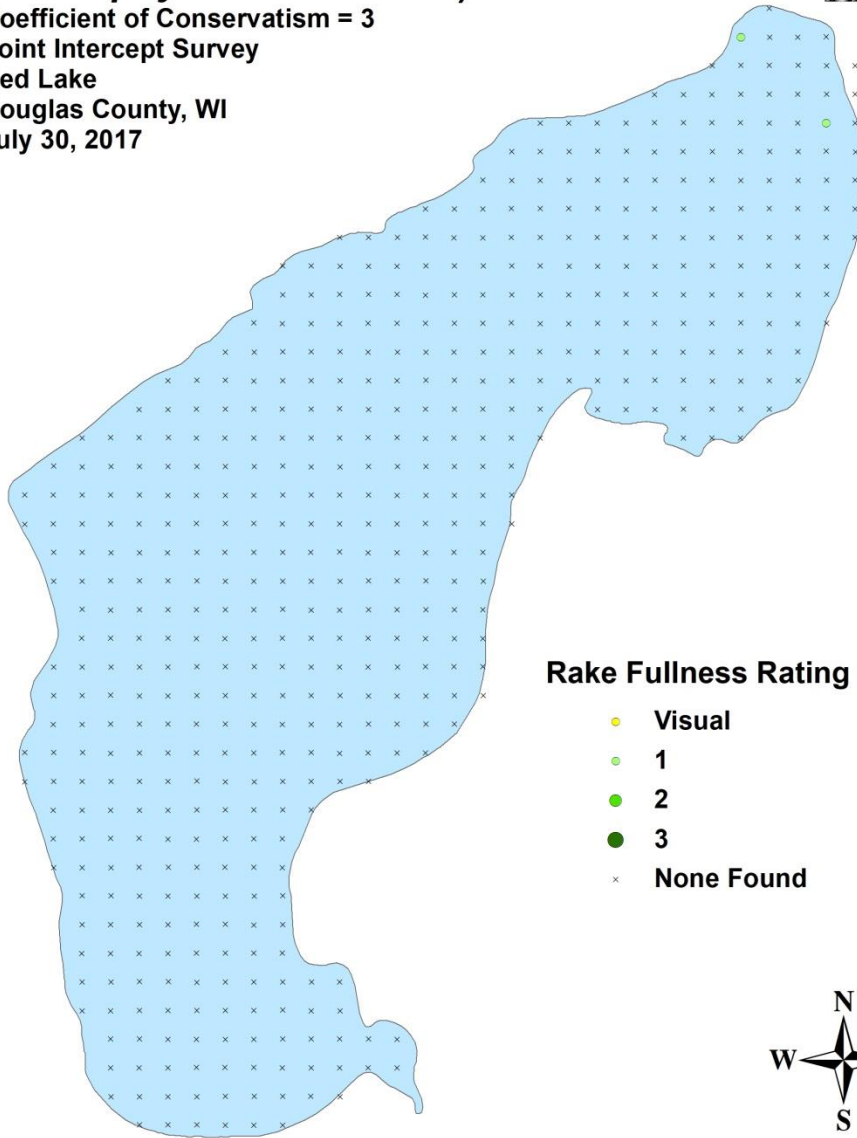 oefficient of Conservatism = 3
oint Intercept Survey
ed Lake
ouglas County, WI
uly 30, 2017
Rake Fullness Rating
Visual
1
2
3
None Found
N
W
S